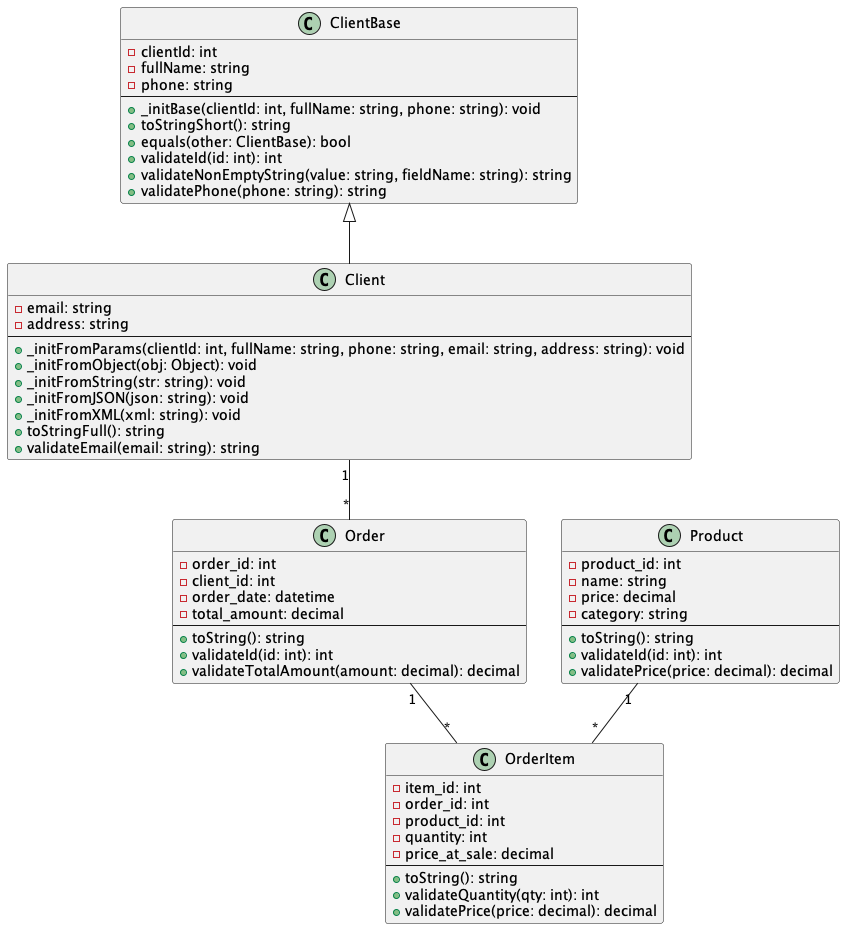 C ClientBase
clientId: int
fullName: string
phone: string
_initBase(clientId: int, fullName: string, phone: string): void
toStringShort(): string
equals(other: ClientBase): bool
validateId(id: int): int
validateNonEmptyString(value: string, fieldName: string): string
validatePhone(phone: string): string
C Client
email: string
address: string
_initFromParams(clientId: int, fullName: string, phone: string, email: string, address: string): void
_initFromObject(obj: Object): void
_initFromString(str: string): void
_initFromJSON(json: string): void
_initFromXML(xml: string): void
toStringFull(): string
validateEmail(email: string): string
1
*
C Order
order_id: int
client_id: int
order_date: datetime
total_amount: decimal
toString(): string
validateId(id: int): int
validateTotalAmount(amount: decimal): decimal
C Product
product_id: int
name: string
price: decimal
category: string
toString(): string
validateId(id: int): int
validatePrice(price: decimal): decimal
1
*
1
*
C OrderItem
item_id: int
order_id: int
product_id: int
quantity: int
price_at_sale: decimal
toString(): string
validateQuantity(qty: int): int
validatePrice(price: decimal): decimal